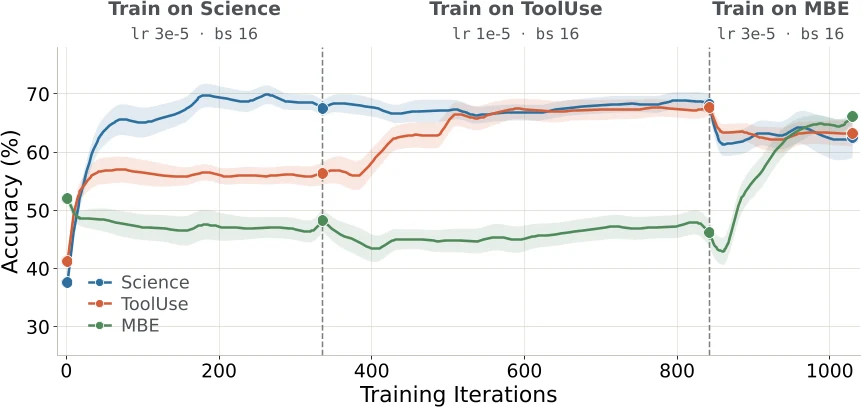 Train on Science
lr 3e-5 · bs 16
Train on ToolUse
lr 1e-5 · bs 16
Train on MBE
lr 3e-5 · bs 16
Accuracy (%)
70
60
50
40
30
Science
ToolUse
MBE
0 200 400 600 800 1000
Training Iterations